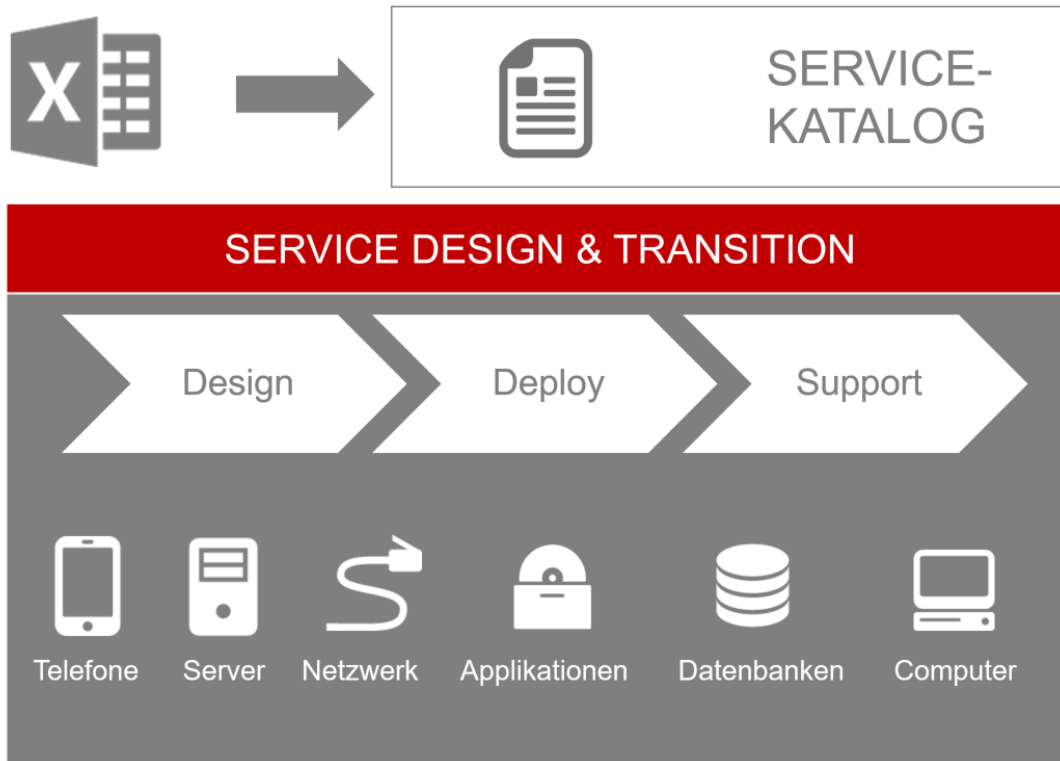 X
SERVICE-
KATALOG
SERVICE DESIGN & TRANSITION
Design
Deploy
Support
Telefone
Server
Netzwerk
Applikationen
Datenbanken
Computer